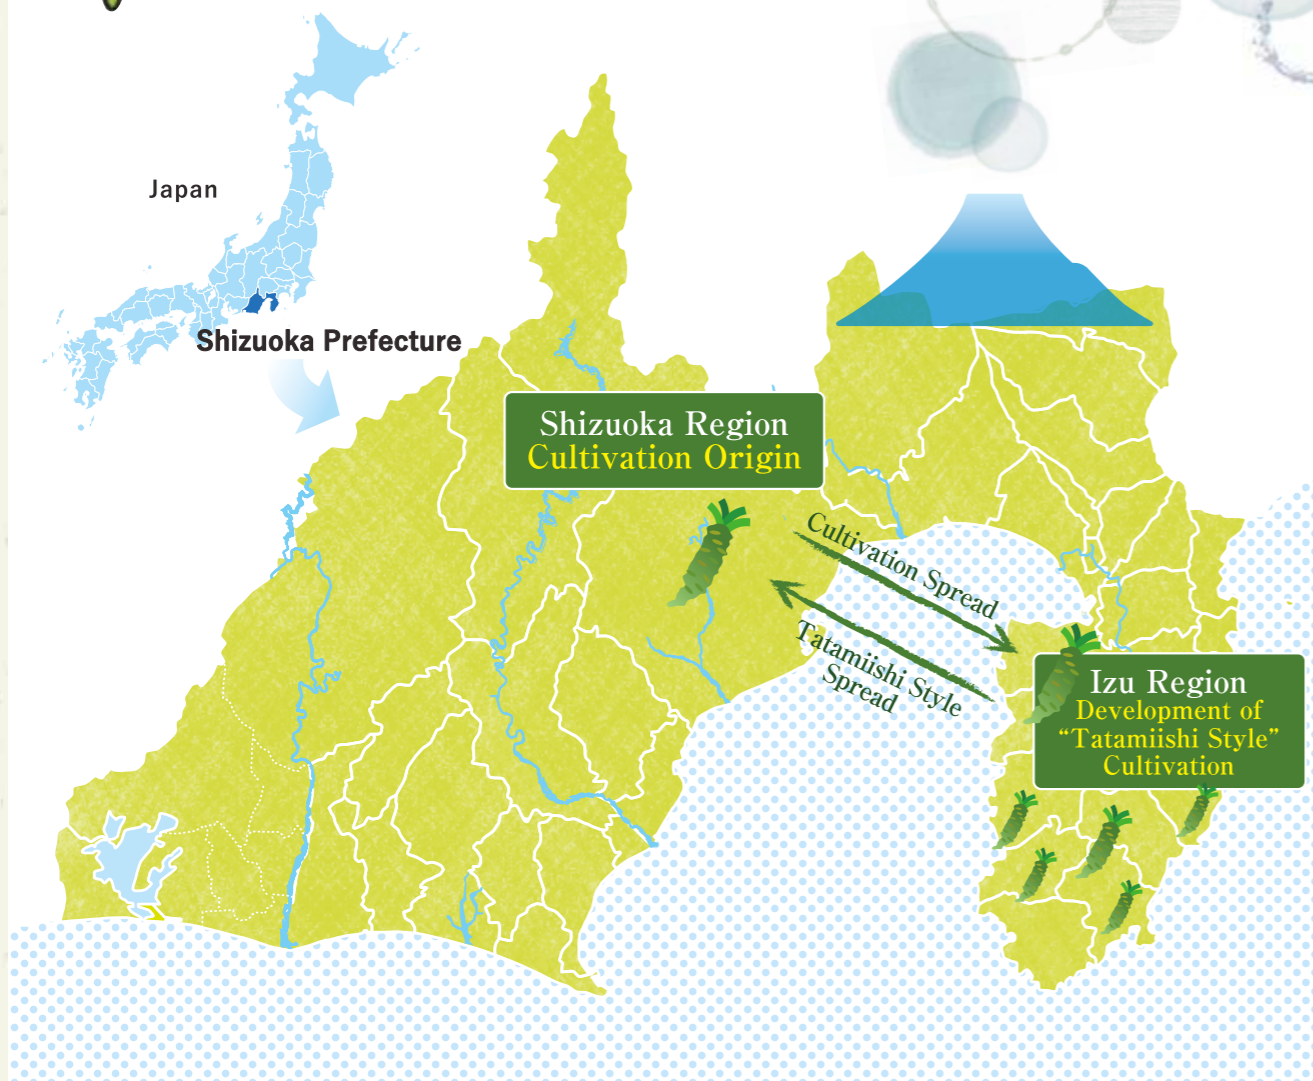 Japan
Shizuoka Prefecture
Shizuoka Region
Cultivation Origin
Cultivation Spread
Tatamiishi Style
Spread
Izu Region
Development of
“Tatamiishi Style”
Cultivation